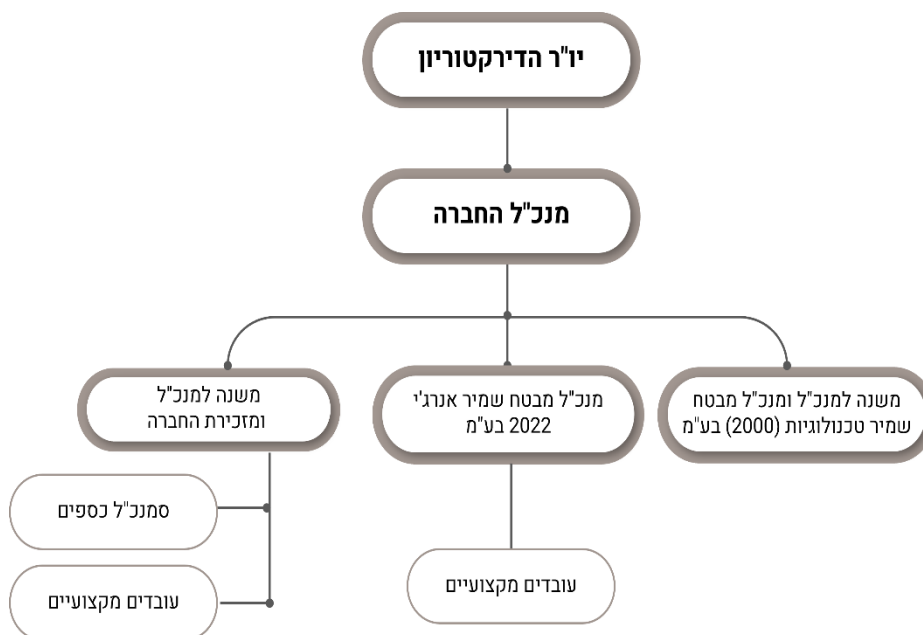 יו"ר הדירקטוריון
מנכ"ל החברה
משנה למנכ"ל ומנכ"ל מבטח
שמיר טכנולוגיות (2000) בע"מ
מנכ"ל מבטח שמיר אנרג'י
2022 בע"מ
משנה למנכ"ל
ומזכירת החברה
סמנכ"ל כספים
עובדים מקצועיים
עובדים מקצועיים